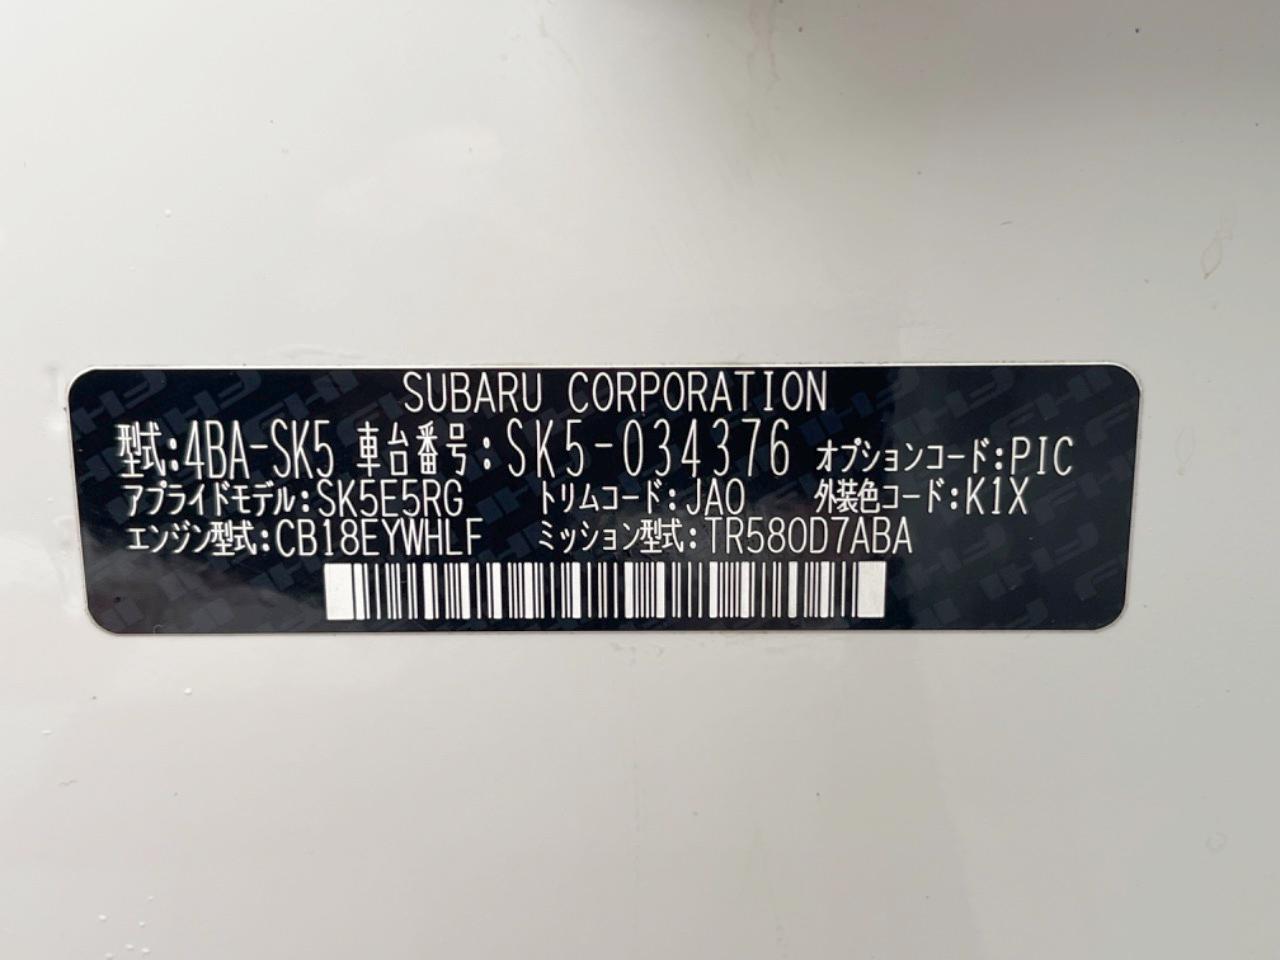 SUBARU CORPORATION
型式:4BA-SK5 車台番号:SK5-034376 オプションコード:PIC
アプライドモデル:SK5E5RG トリムコード:JAO 外装色コード:K1X
エンジン型式:CB18EYWHLF ミッション型式:TR580D7ABA